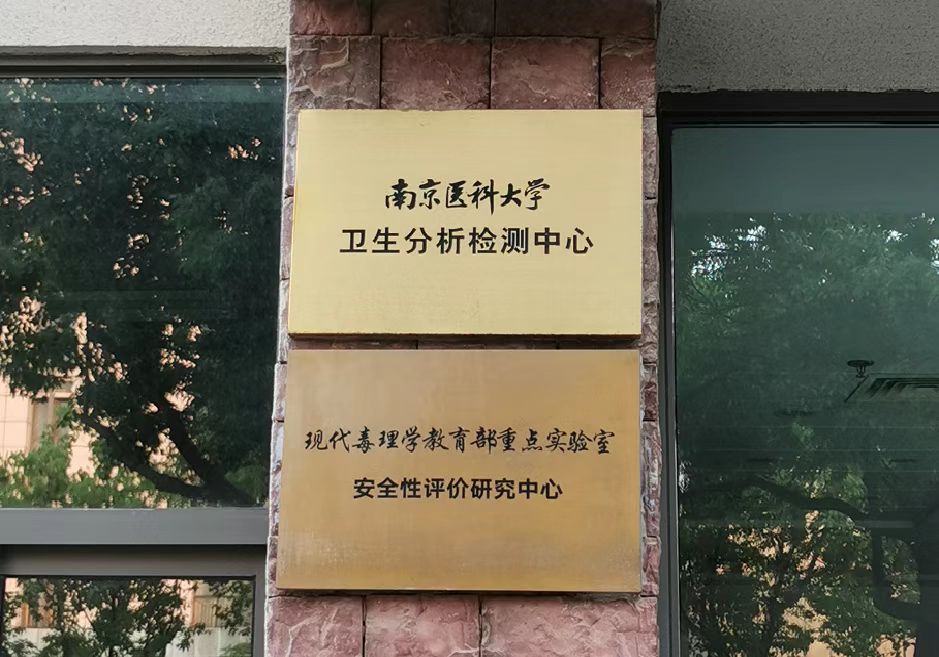 南京医科大学
卫生分析检测中心
现代毒理学教育部重点实验室
安全性评价研究中心